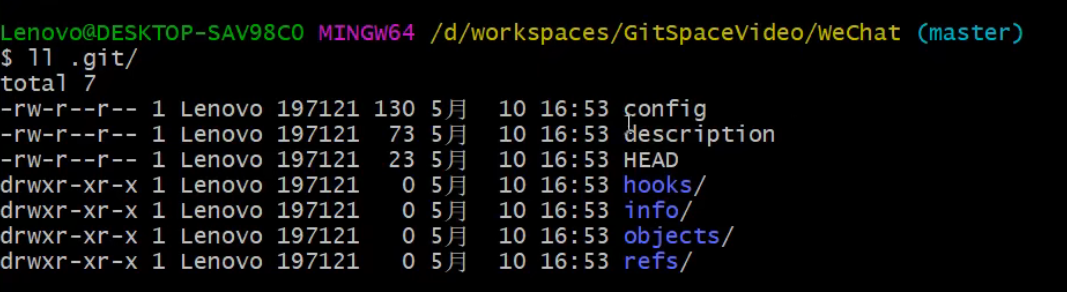 Lenovo@DESKTOP-SAV98C0 MINGW64 /d/workspaces/GitSpaceVideo/WeChat (master)
$ ll .git/
total 7
-rw-r--r-- 1 Lenovo 197121 130 5月  10 16:53 config
-rw-r--r-- 1 Lenovo 197121  73 5月  10 16:53 description
-rw-r--r-- 1 Lenovo 197121  23 5月  10 16:53 HEAD
drwxr-xr-x 1 Lenovo 197121   0 5月  10 16:53 hooks/
drwxr-xr-x 1 Lenovo 197121   0 5月  10 16:53 info/
drwxr-xr-x 1 Lenovo 197121   0 5月  10 16:53 objects/
drwxr-xr-x 1 Lenovo 197121   0 5月  10 16:53 refs/